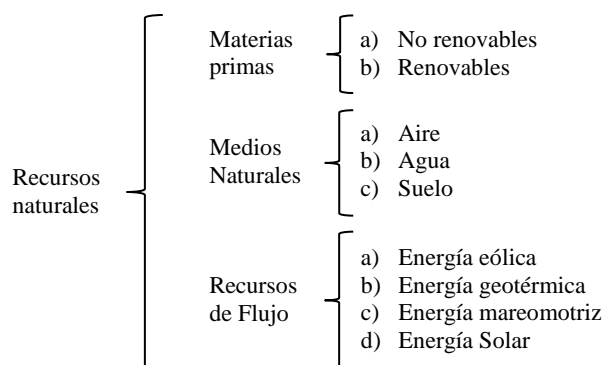 Recursos
naturales
Materias
primas
a) No renovables
b) Renovables
Medios
Naturales
a) Aire
b) Agua
c) Suelo
Recursos
de Flujo
a) Energía eólica
b) Energía geotérmica
c) Energía mareomotriz
d) Energía Solar